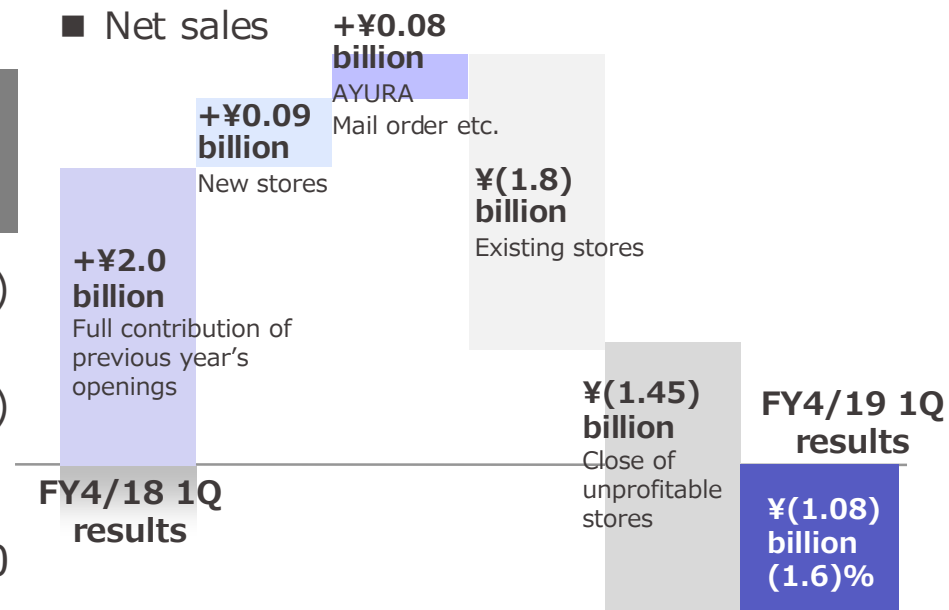 ■ Net sales
+¥0.08
billion
AYURA
Mail order etc.
+¥0.09
billion
New stores
¥(1.8)
billion
Existing stores
+¥2.0
billion
Full contribution of
previous year’s
openings
¥(1.45)
billion
Close of
unprofitable
stores
FY4/19 1Q
results
FY4/18 1Q
results
¥(1.08)
billion
(1.6)%
)
)